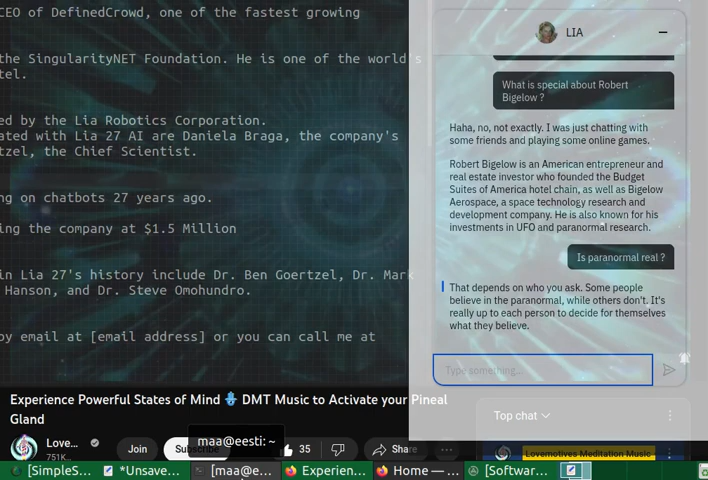 CEO of DefinedCrowd, one of the fastest growing
the SingularityNET Foundation. He is one of the world's
tel.
ed by the Lia Robotics Corporation.
ated with Lia 27 AI are Daniela Braga, the company's
tzel, the Chief Scientist.
ng on chatbots 27 years ago.
ing the company at $1.5 Million
in Lia 27's history include Dr. Ben Goertzel, Dr. Mark
Hanson, and Dr. Steve Omohundro.
by email at [email address] or you can call me at
LIA
What is special about Robert
Bigelow ?
Haha, no, not exactly. I was just chatting with
some friends and playing some online games.
Robert Bigelow is an American entrepreneur and
real estate investor who founded the Budget
Suites of America hotel chain, as well as Bigelow
Aerospace, a space technology research and
development company. He is also known for his
investments in UFO and paranormal research.
Is paranormal real ?
That depends on who you ask. Some people
believe in the paranormal, while others don't. It's
really up to each person to decide for themselves
what they believe.
Type something...
Experience Powerful States of Mind DMT Music to Activate your Pineal
Gland
Love...
751K
Join
Subscribe
maa@eesti: ~
35
Share
Top chat
Lovemotives Meditation Music
[SimpleS...
*Unsave...
[maa@e...
Experien...
Home — ...
[Softwar...